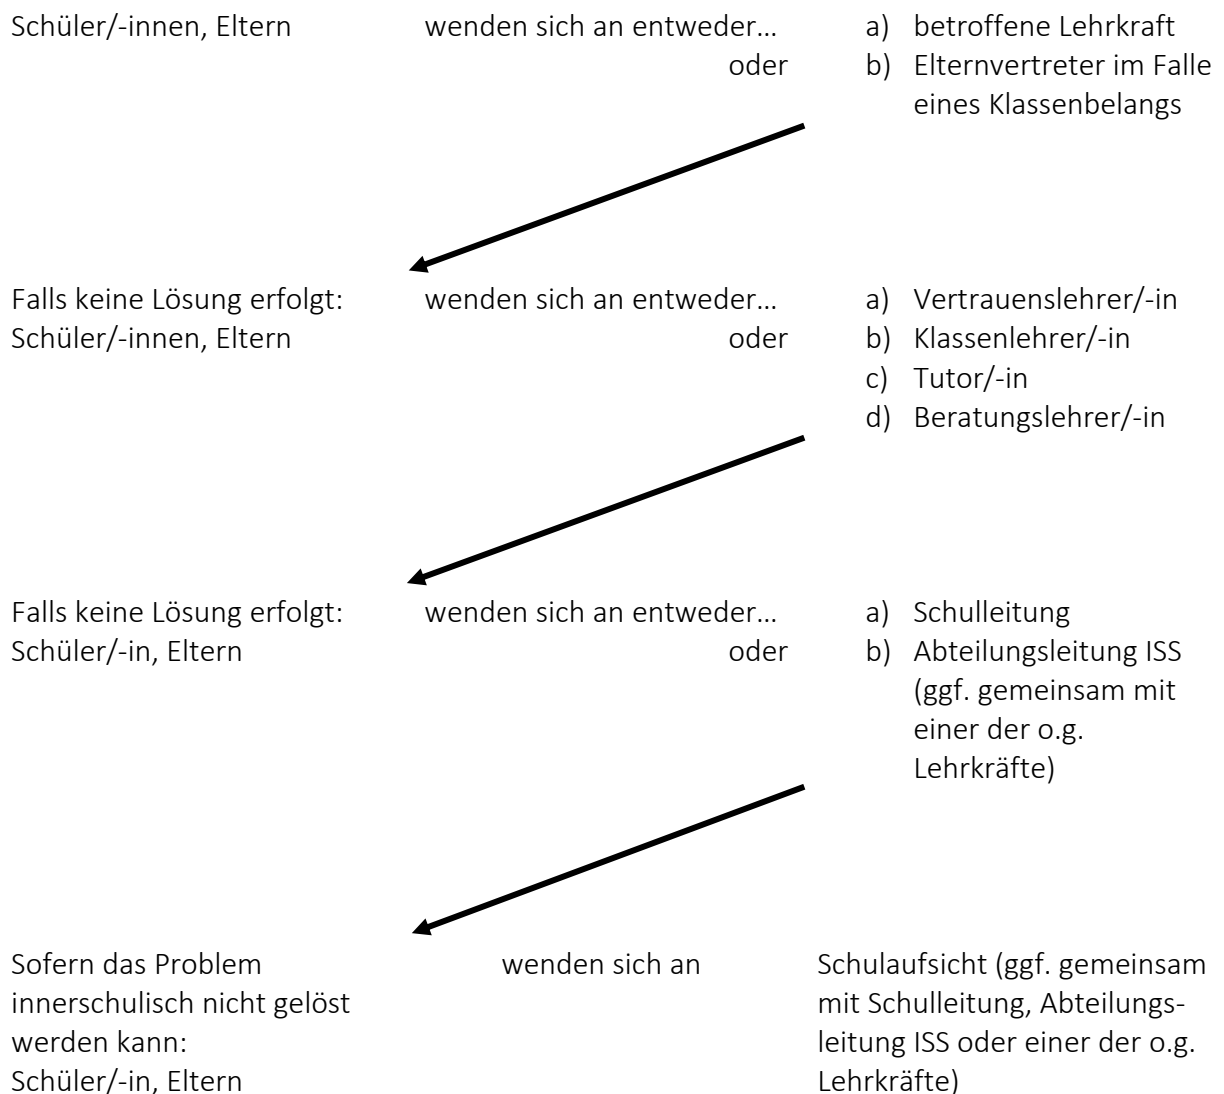 Schüler/-innen, Eltern wenden sich an entweder… a) betroffene Lehrkraft
oder b) Elternvertreter im Falle
eines Klassenbelangs
Falls keine Lösung erfolgt: wenden sich an entweder… a) Vertrauenslehrer/-in
Schüler/-innen, Eltern oder b) Klassenlehrer/-in
c) Tutor/-in
d) Beratungslehrer/-in
Falls keine Lösung erfolgt: wenden sich an entweder… a) Schulleitung
Schüler/-in, Eltern oder b) Abteilungsleitung ISS
(ggf. gemeinsam mit
einer der o.g.
Lehrkräfte)
Sofern das Problem wenden sich an Schulaufsicht (ggf. gemeinsam
innerschulisch nicht gelöst mit Schulleitung, Abteilungs-
werden kann: leitung ISS oder einer der o.g.
Schüler/-in, Eltern Lehrkräfte)